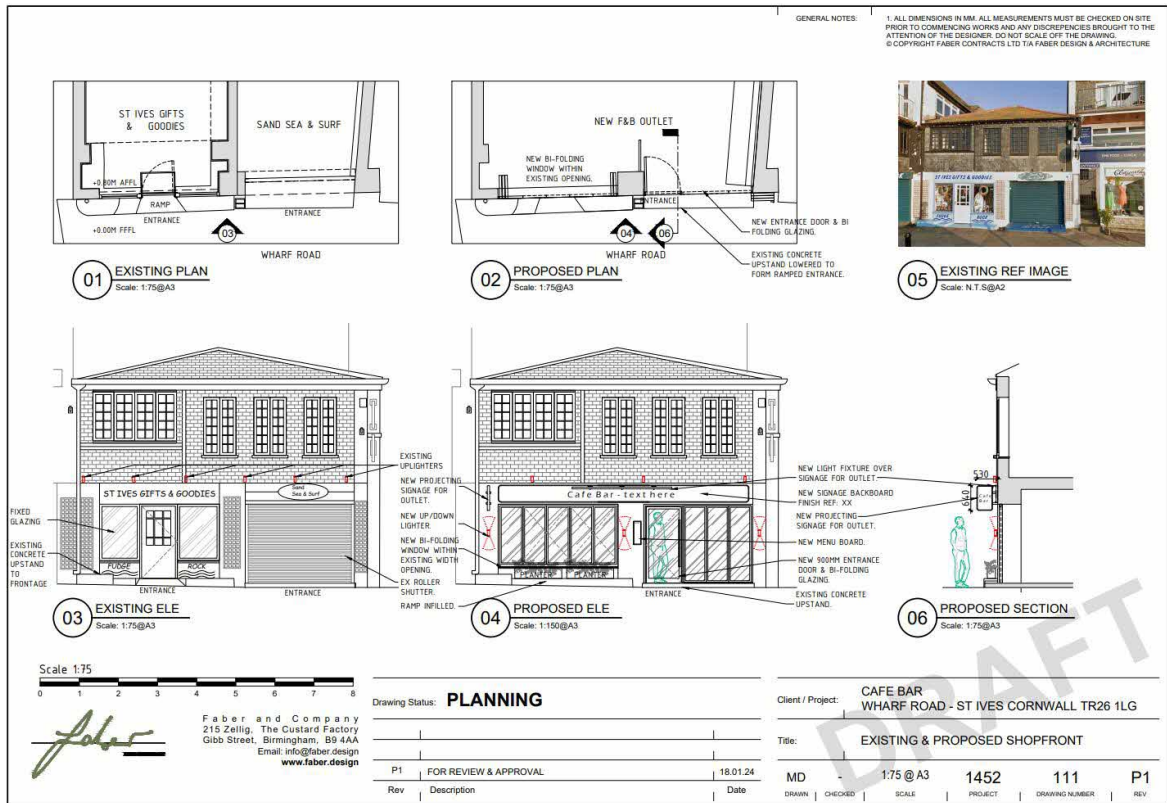 GENERAL NOTES:
1. ALL DIMENSIONS IN MM. ALL MEASUREMENTS MUST BE CHECKED ON SITE
PRIOR TO COMMENCING WORKS AND ANY DISCREPENCIES BROUGHT TO THE
ATTENTION OF THE DESIGNER. DO NOT SCALE OFF THE DRAWING.
© COPYRIGHT FABER CONTRACTS LTD T/A FABER DESIGN & ARCHITECTURE
ST IVES GIFTS
& GOODIES
SAND SEA & SURF
+0.80M AFFL
RAMP
ENTRANCE
ENTRANCE
+0.00M FFFL
03
WHARF ROAD
01
EXISTING PLAN
Scale: 1:75@A3
NEW F&B OUTLET
NEW BI-FOLDING
WINDOW WITHIN
EXISTING OPENING.
ENTRANCE
04
06
WHARF ROAD
NEW ENTRANCE DOOR & BI
FOLDING GLAZING.
EXISTING CONCRETE
UPSTAND LOWERED TO
FORM RAMPED ENTRANCE.
02
PROPOSED PLAN
Scale: 1:75@A3
ST IVES GIFTS & GOODIES
05
EXISTING REF IMAGE
Scale: N.T.S@A2
FIXED
GLAZING
EXISTING
CONCRETE
UPSTAND
TO
FRONTAGE
ST IVES GIFTS & GOODIES
Sand
Sea & Surf
FUDGE
ROCK
ENTRANCE
ENTRANCE
03
EXISTING ELE
Scale: 1:75@A3
EXISTING
UPLIGHTERS
NEW PROJECTING
SIGNAGE FOR
OUTLET.
NEW UP/DOWN
LIGHTER.
NEW BI-FOLDING
WINDOW WITHIN
EXISTING WIDTH
OPENING.
EX ROLLER
SHUTTER.
RAMP INFILLED.
Cafe Bar - text here
PLANTER
PLANTER
ENTRANCE
04
PROPOSED ELE
Scale: 1:150@A3
NEW LIGHT FIXTURE OVER
SIGNAGE FOR OUTLET.
NEW SIGNAGE BACKBOARD
FINISH REF: XX
NEW PROJECTING
SIGNAGE FOR OUTLET.
NEW MENU BOARD.
NEW 900MM ENTRANCE
DOOR & BI-FOLDING
GLAZING.
EXISTING CONCRETE
UPSTAND.
530
640
Cafe
Bar
06
PROPOSED SECTION
Scale: 1:75@A3
DRAFT
Scale 1:75
0 1 2 3 4 5 6 7 8
faber
Faber and Company
215 Zellig, The Custard Factory
Gibb Street, Birmingham, B9 4AA
Email: info@faber.design
www.faber.design
Drawing Status: PLANNING
P1 FOR REVIEW & APPROVAL 18.01.24
Rev Description Date
Client / Project: CAFE BAR
WHARF ROAD - ST IVES CORNWALL TR26 1LG
Title: EXISTING & PROPOSED SHOPFRONT
MD - 1:75 @ A3 1452 111 P1
DRAWN CHECKED SCALE PROJECT DRAWING NUMBER REV